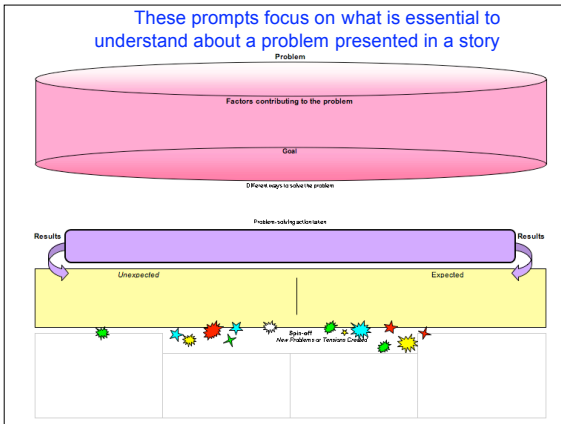 These prompts focus on what is essential to
understand about a problem presented in a story
Problem
Factors contributing to the problem
Goal
Different ways to solve the problem
Problem-solving action taken
Results
Results
Unexpected
Expected
Spin-off
New Problems or Tensions Created